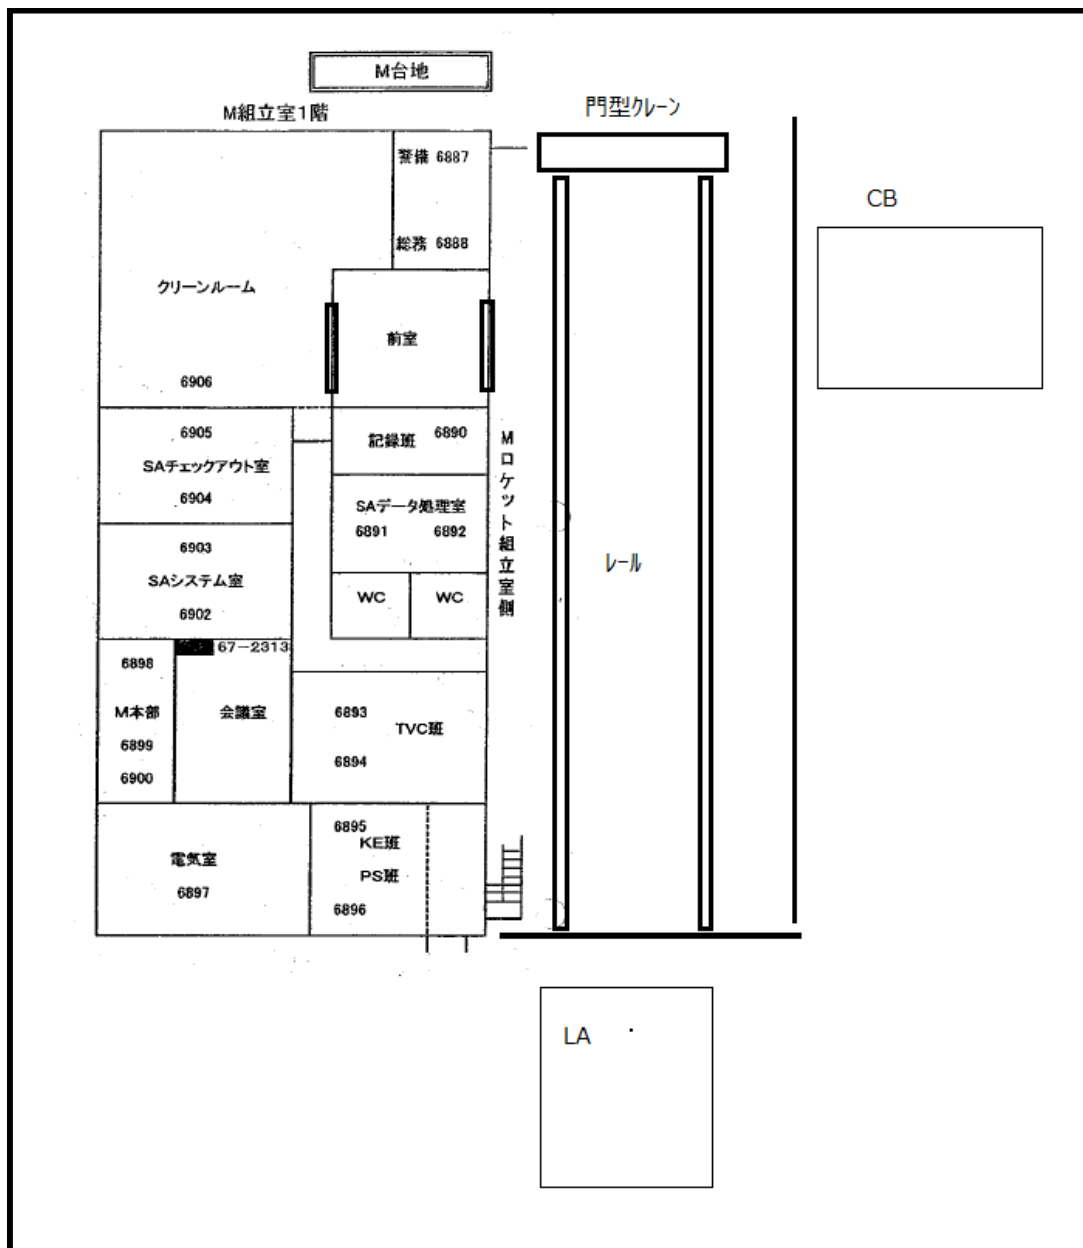 M台地
M組立室1階
門型クレーン
警備 6887
CB
総務 6888
クリーンルーム
前室
6906
6905
記録班 6890
SAチェックアウト室
6904
SAデータ処理室
6891 6892
Mロケット組立室側
6903
SAシステム室
6902
レール
WC WC
67-2313
6898
M本部
6899
6900
会議室
6893
TVC班
6894
6895
KE班
PS班
6896
電気室
6897
LA